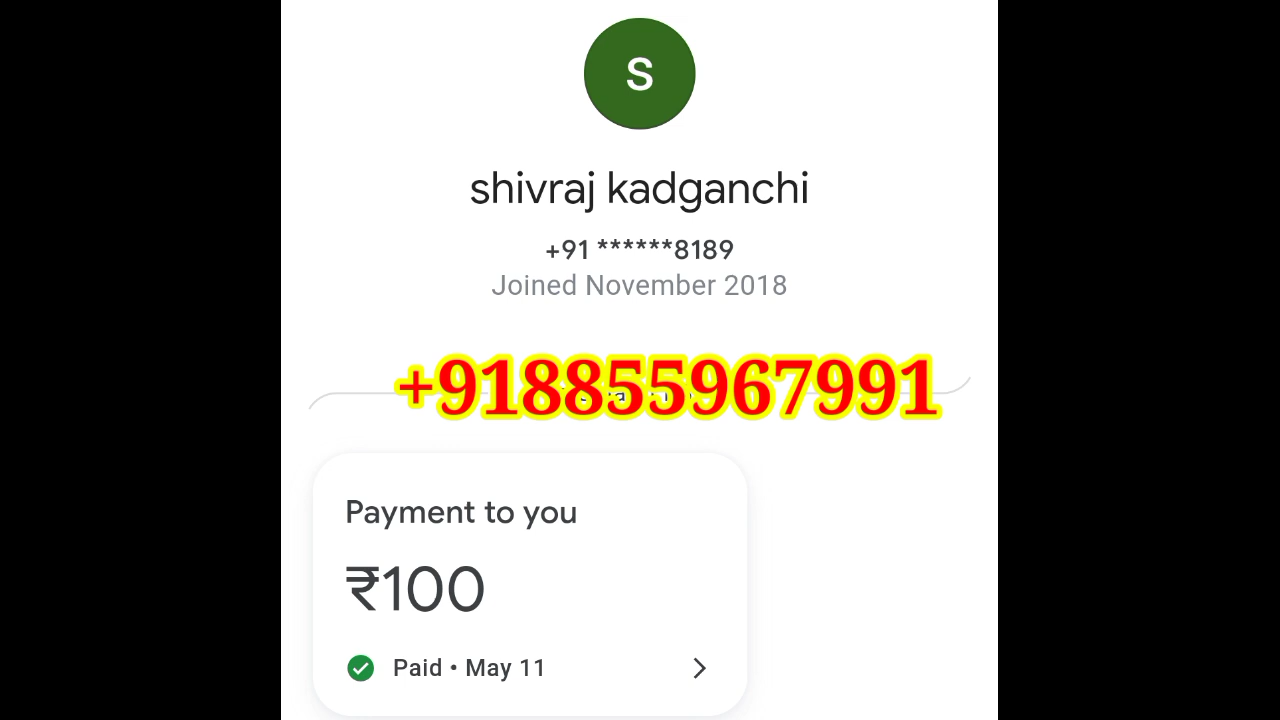 S
shivraj kadganchi
+91 ******8189
Joined November 2018
+918855967991
Payment to you
₹100
Paid • May 11